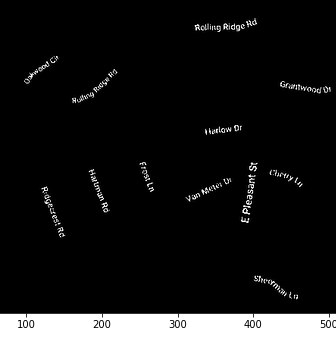 Rolling Ridge Rd
Oakwood Cir
Rolling Ridge Rd
Grantwood Dr
Harlow Dr
Frost Ln
Hartman Rd
Ridgecrest Rd
Van Meter Dr
E Pleasant St
Cherry Ln
Sherman Ln
100 200 300 400 500